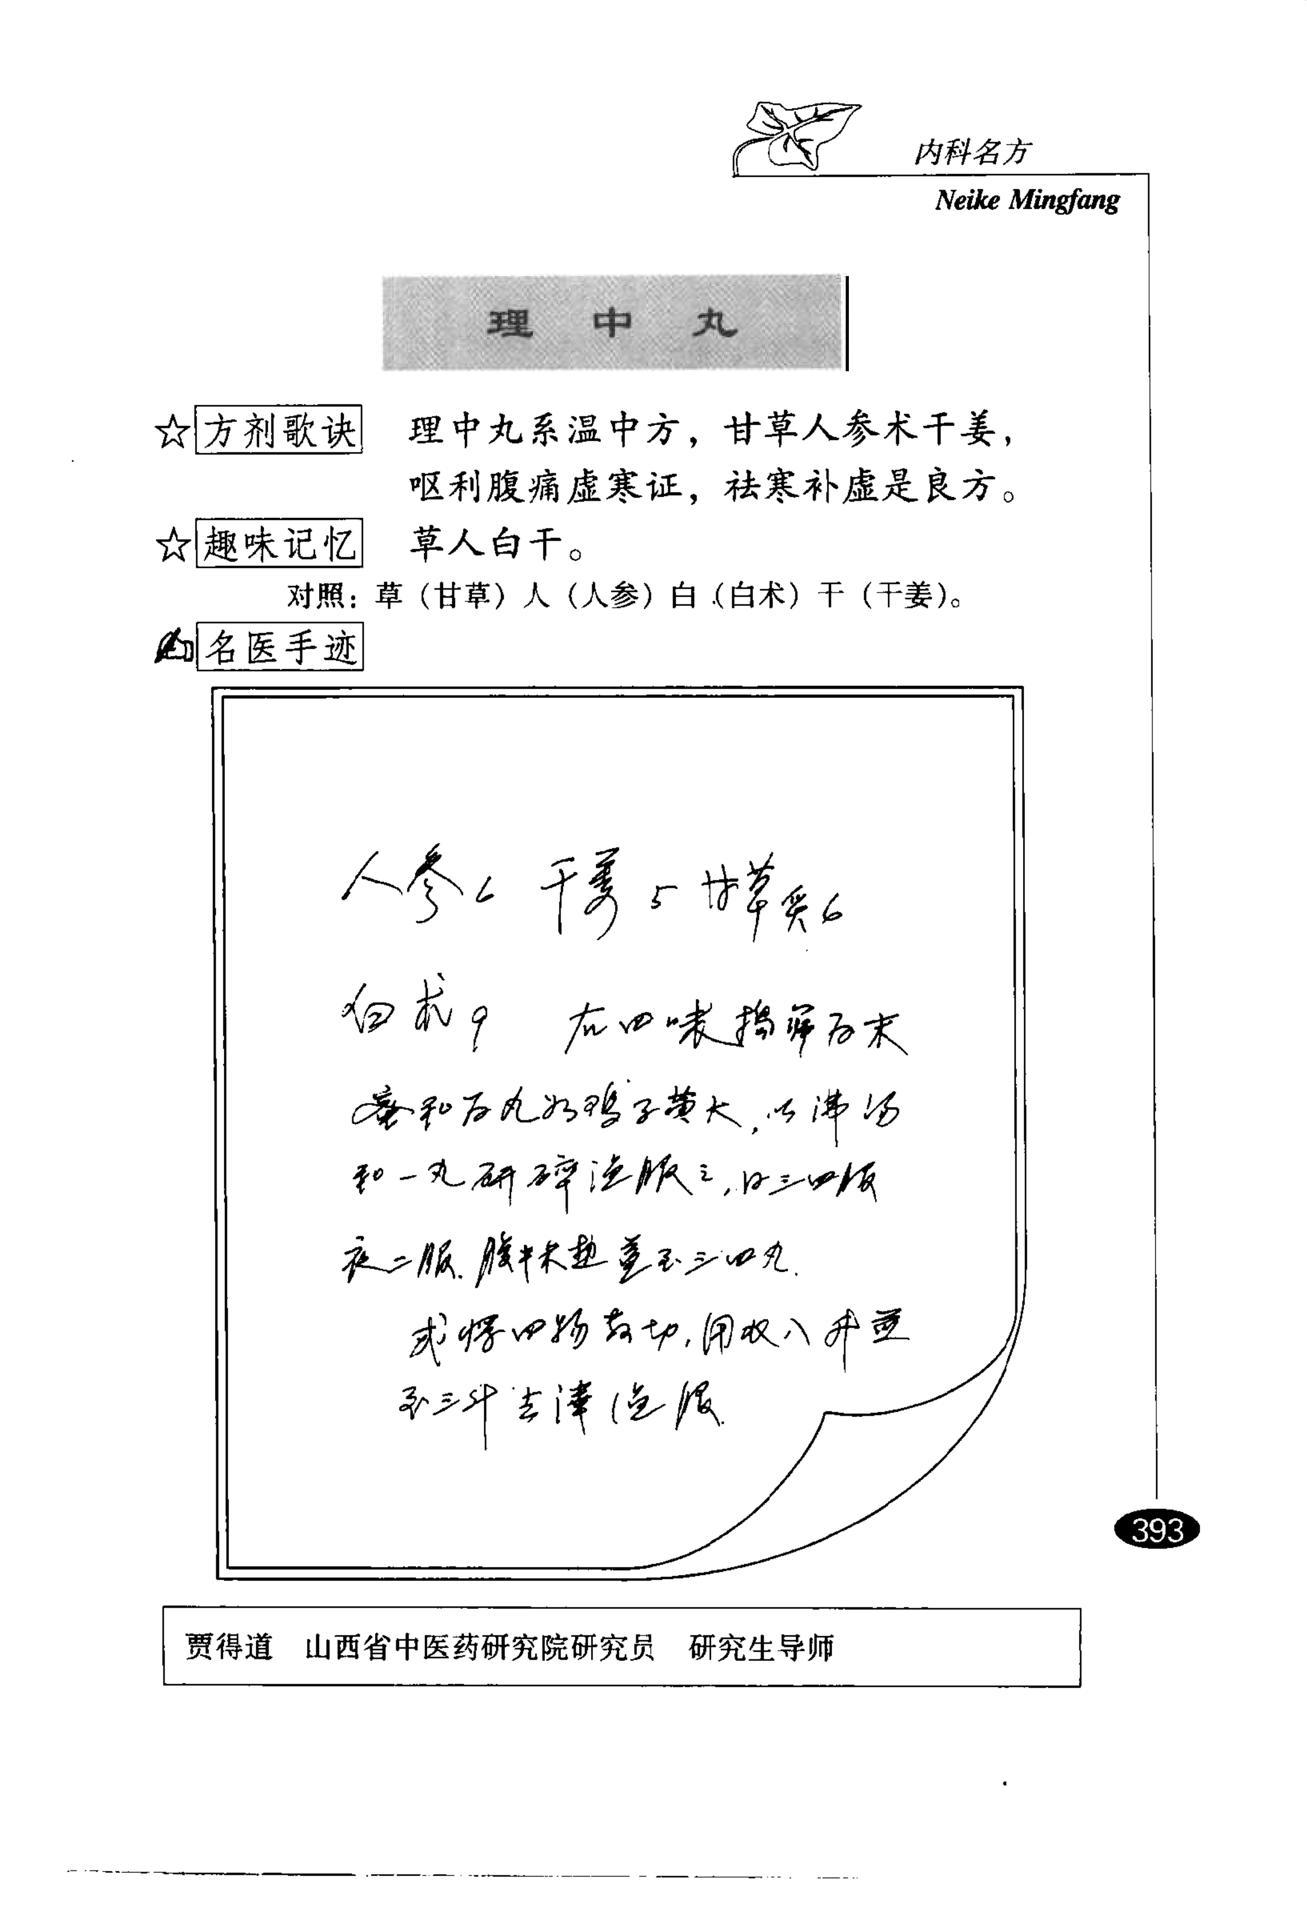 内科名方
Neike Mingfang
理中丸
☆方剂歌诀 理中丸系温中方，甘草人参术干姜，
呕利腹痛虚寒证，祛寒补虚是良方。
☆趣味记忆 草人白干。
对照：草（甘草）人（人参）白（白术）干（干姜）。
名医手迹
人参6 干姜5 甘草炙6
白术9 右四味捣筛为末
蜜和为丸如鸡子黄大，以沸汤
和一丸研碎温服之，日三四服
夜二服。腹中未热益至三四丸。
或将四物切，用水八升煮
至三升去滓温服
393
贾得道 山西省中医药研究院研究员 研究生导师